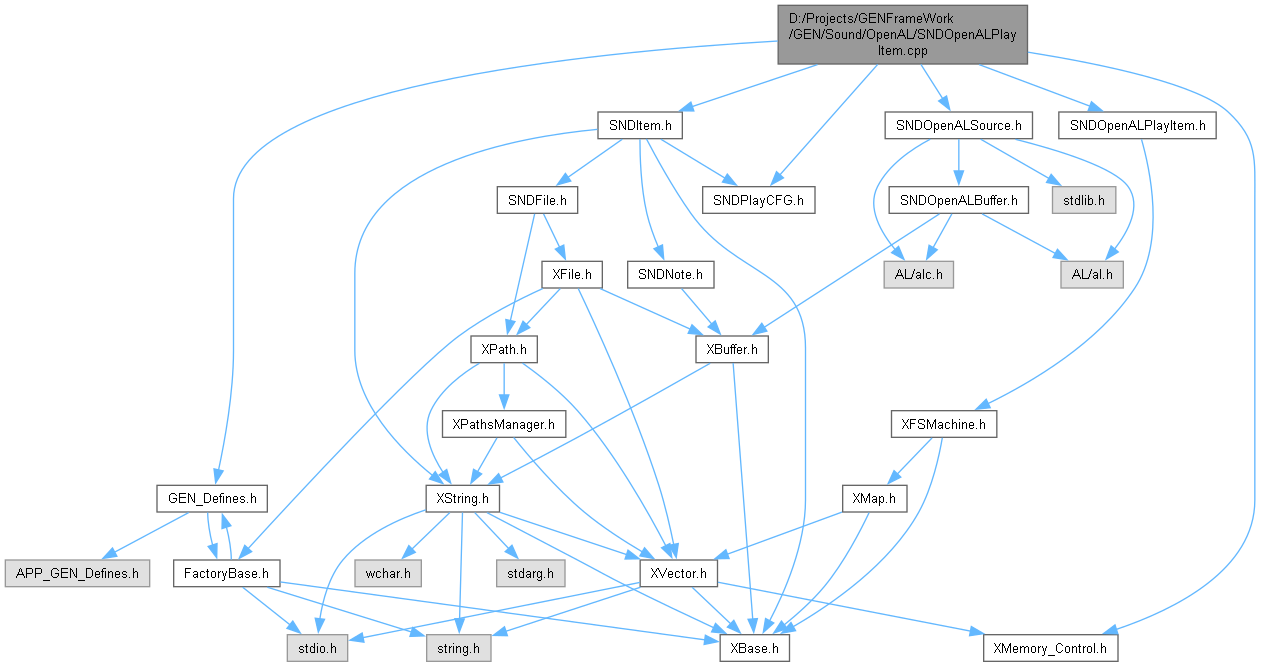 D:/Projects/GENFrameWork
/GEN/Sound/OpenAL/SNDOpenALPlay
Item.cpp
SNDItem.h
SNDOpenALSource.h
SNDOpenALPlayItem.h
SNDFile.h
SNDPlayCFG.h
SNDOpenALBuffer.h
stdlib.h
XFile.h
SNDNote.h
AL/alc.h
AL/al.h
XPath.h
XBuffer.h
XPathsManager.h
XFSMachine.h
GEN_Defines.h
XString.h
XMap.h
APP_GEN_Defines.h
FactoryBase.h
wchar.h
stdarg.h
XVector.h
stdio.h
string.h
XBase.h
XMemory_Control.h